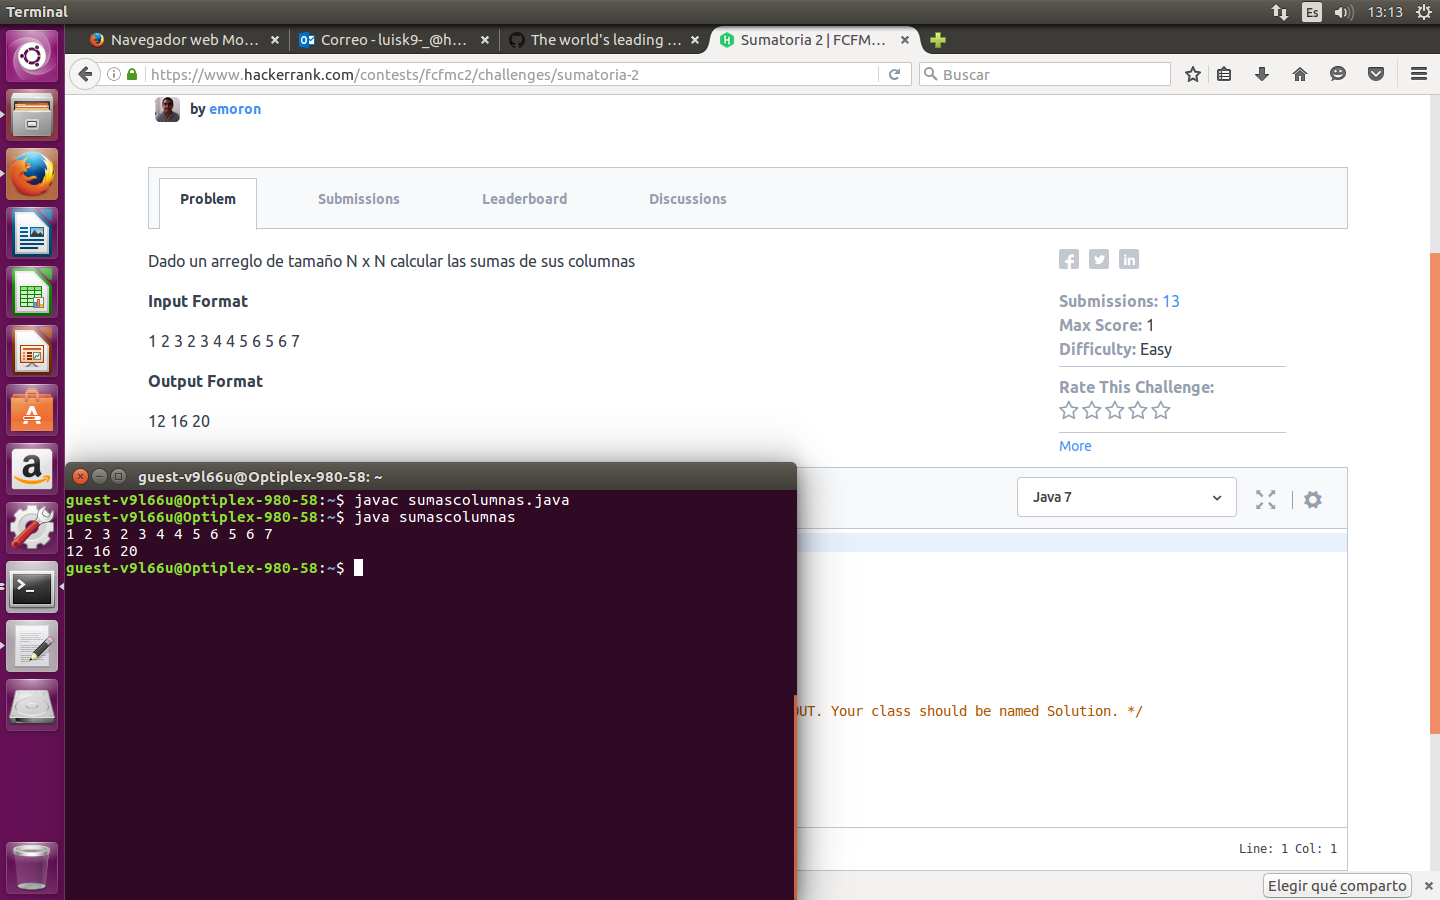 Terminal
Es
13:13
Navegador web Mo...
Correo - luisk9-_@h...
The world's leading ...
Sumatoria 2 | FCFM...
https://www.hackerrank.com/contests/fcfmc2/challenges/sumatoria-2
Buscar
by emoron
Problem
Submissions
Leaderboard
Discussions
Dado un arreglo de tamaño N x N calcular las sumas de sus columnas
Input Format
1 2 3 2 3 4 4 5 6 5 6 7
Output Format
12 16 20
Submissions: 13
Max Score: 1
Difficulty: Easy
Rate This Challenge:
More
guest-v9l66u@Optiplex-980-58: ~
guest-v9l66u@Optiplex-980-58:~$ javac sumascolumnas.java
guest-v9l66u@Optiplex-980-58:~$ java sumascolumnas
1 2 3 2 3 4 4 5 6 5 6 7
12 16 20
guest-v9l66u@Optiplex-980-58:~$
Java 7
OUT. Your class should be named Solution. */
Line: 1 Col: 1
Elegir qué comparto